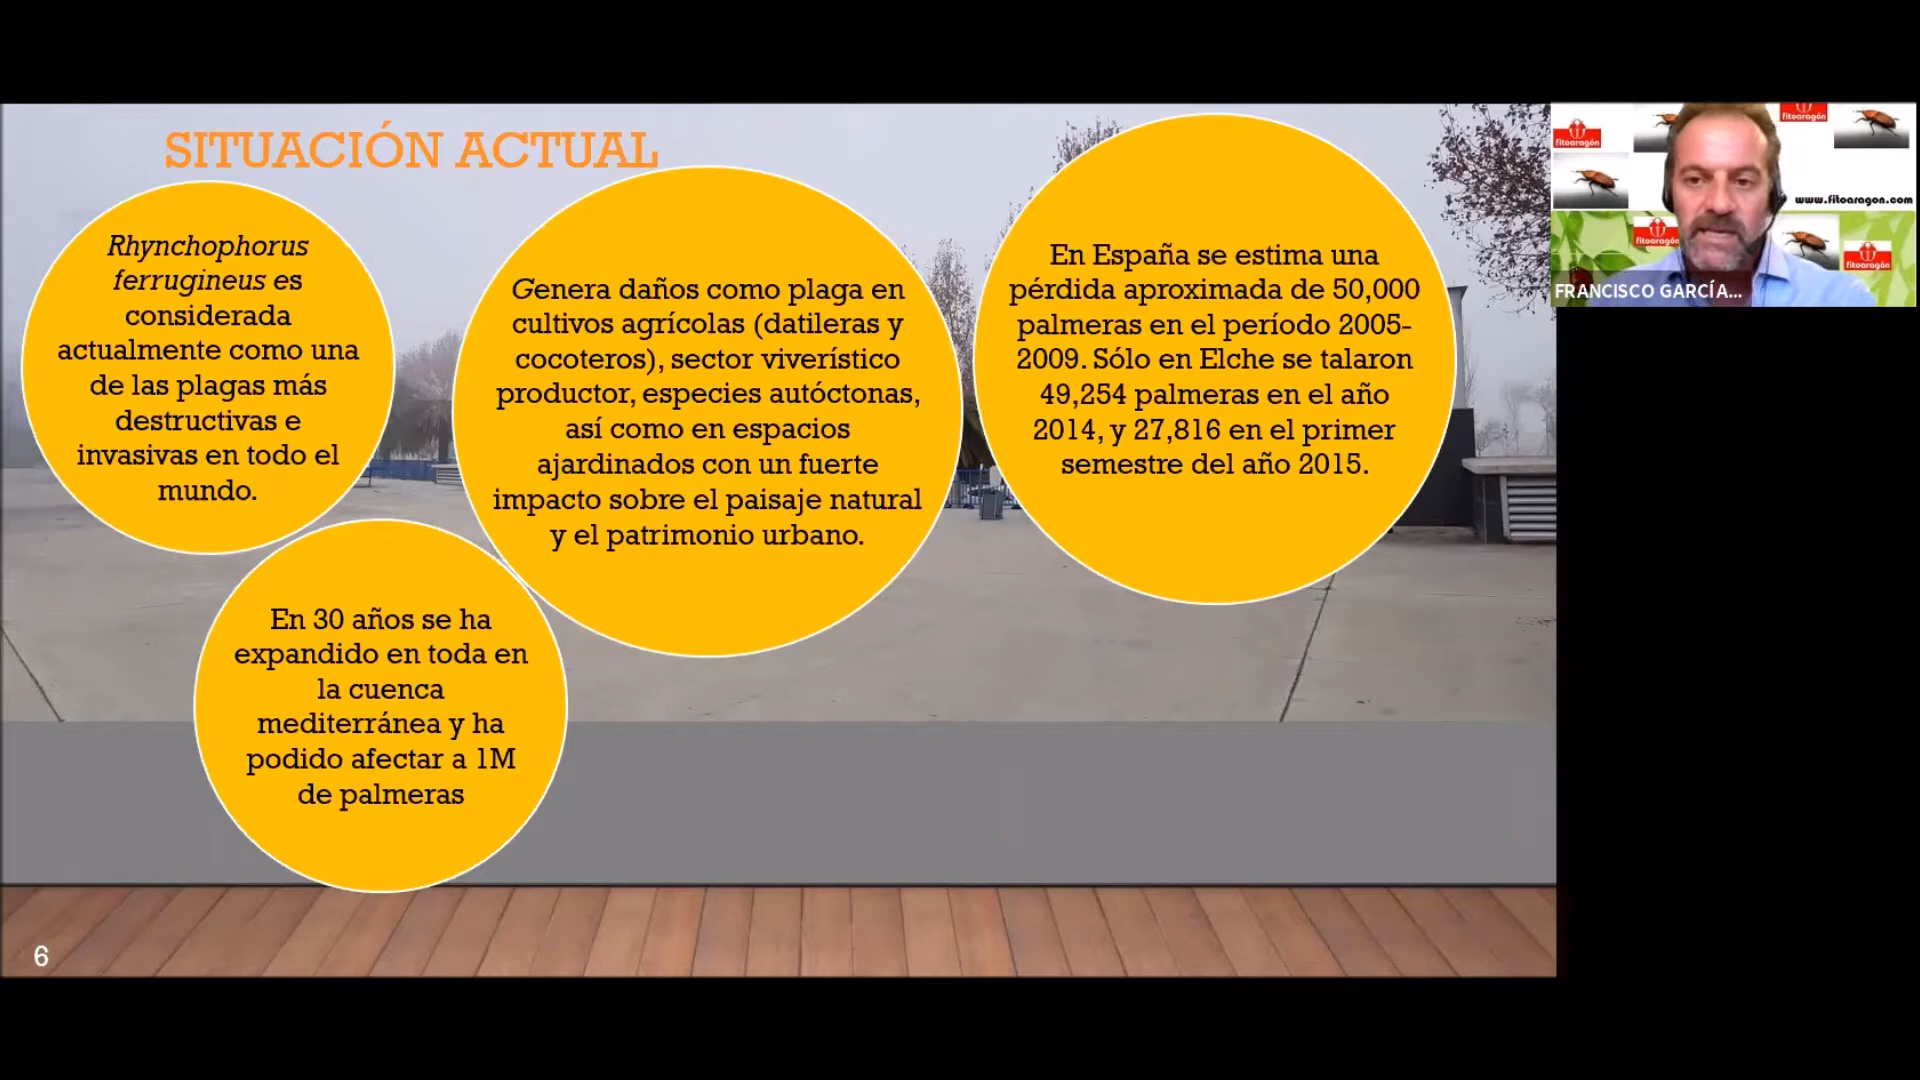 SITUACIÓN ACTUAL
Rhynchophorus
ferrugineus es
considerada
actualmente como una
de las plagas más
destructivas e
invasivas en todo el
mundo.
En 30 años se ha
expandido en toda en
la cuenca
mediterránea y ha
podido afectar a 1M
de palmeras
Genera daños como plaga en
cultivos agrícolas (datileras y
cocoteros), sector viverístico
productor, especies autóctonas,
así como en espacios
ajardinados con un fuerte
impacto sobre el paisaje natural
y el patrimonio urbano.
En España se estima una
pérdida aproximada de 50,000
palmeras en el período 2005-
2009. Sólo en Elche se talaron
49,254 palmeras en el año
2014, y 27,816 en el primer
semestre del año 2015.
6
fitoaragón
fitoaragón
www.fitoaragon.com
fitoaragón
fitoaragón
FRANCISCO GARCÍA...